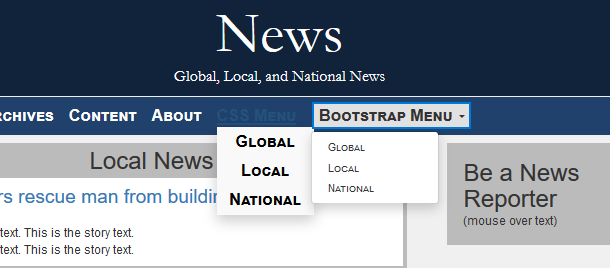 News
Global, Local, and National News
RCHIVES CONTENT ABOUT CSS MENU BOOTSTRAP MENU
GLOBAL
LOCAL
NATIONAL
GLOBAL
LOCAL
NATIONAL
Local News
rs rescue man from buildin
text. This is the story text.
text. This is the story text.
Be a News
Reporter
(mouse over text)